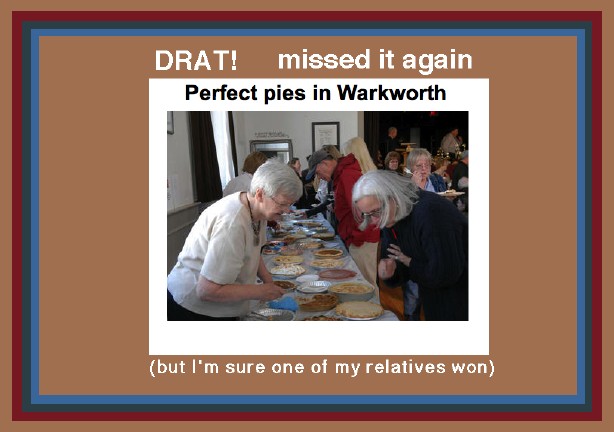 DRAT! missed it again
Perfect pies in Warkworth
(but I'm sure one of my relatives won)